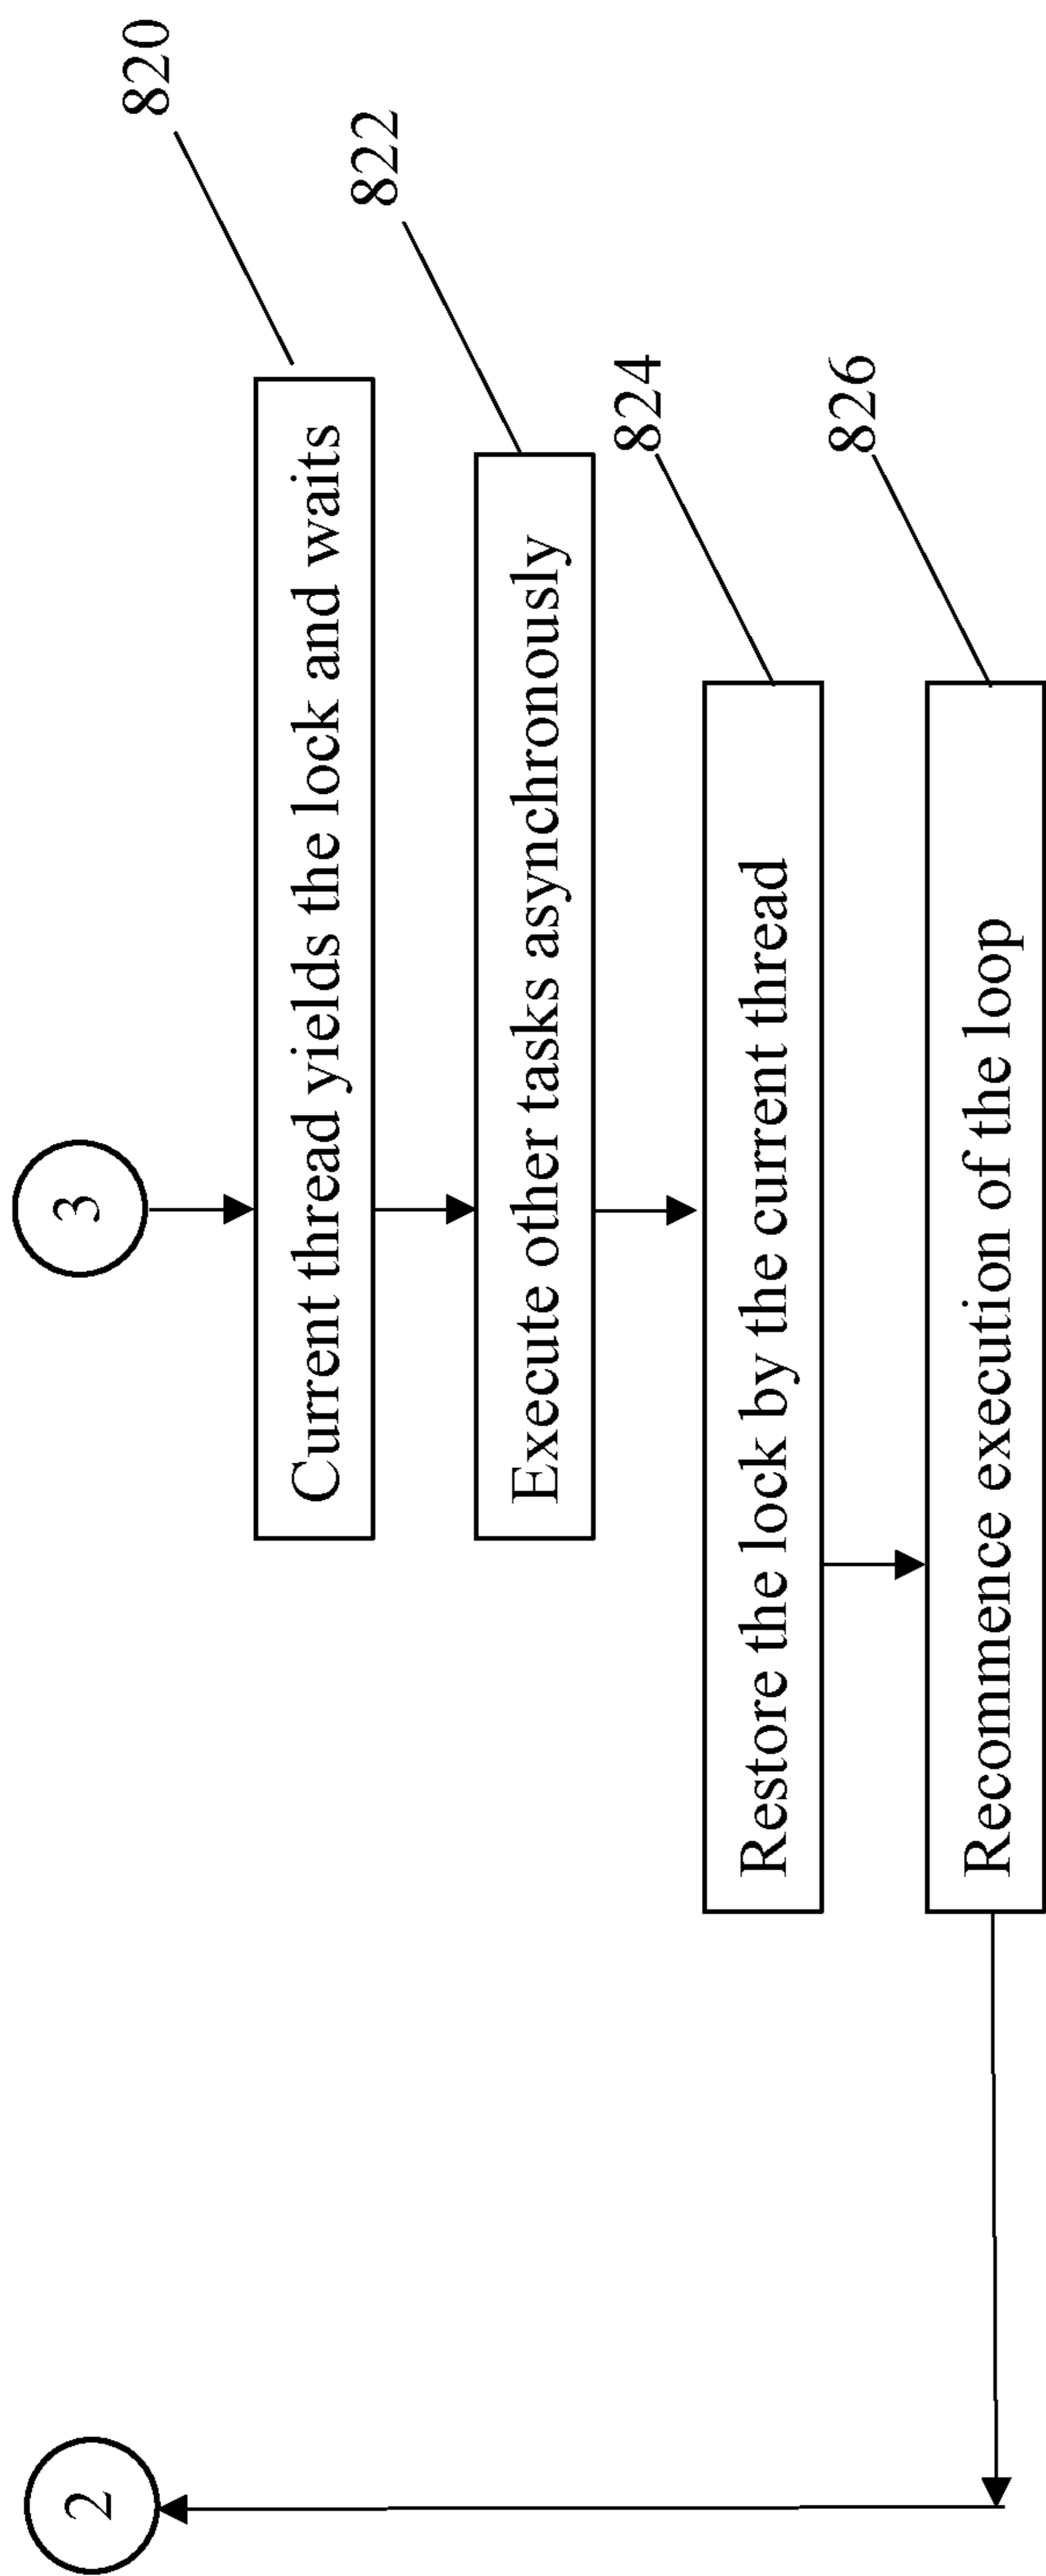 3
820
Current thread yields the lock and waits
822
Execute other tasks asynchronously
824
Restore the lock by the current thread
826
Recommence execution of the loop
2